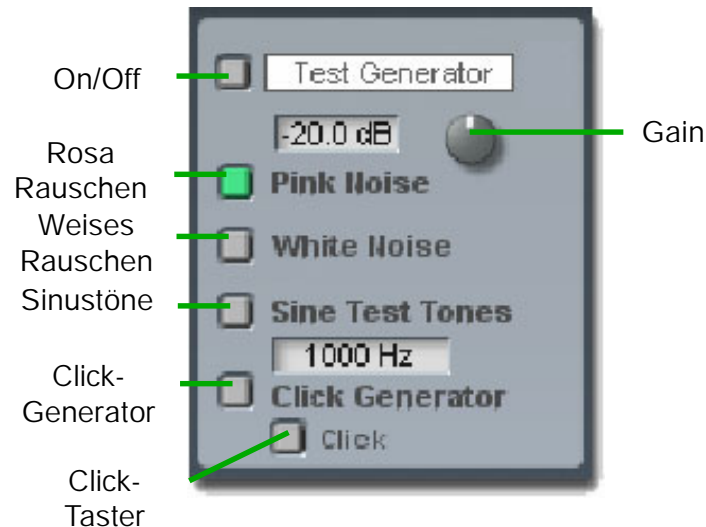 On/Off
Test Generator
-20.0 dB
Gain
Rosa
Rauschen
Pink Noise
Weises
Rauschen
White Noise
Sinustöne
Sine Test Tones
1000 Hz
Click-
Generator
Click Generator
Click
Click-
Taster